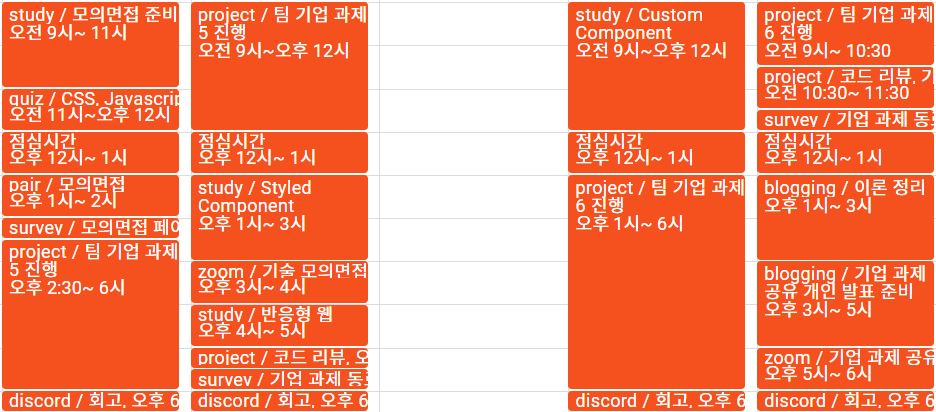 study / 모의면접 준비
오전 9시~ 11시
quiz / CSS, Javascrip
오전 11시~오후 12시
점심시간
오후 12시~ 1시
pair / 모의면접
오후 1시~ 2시
survey / 모의면접 페어
project / 팀 기업 과제
5 진행
오후 2:30~ 6시
discord / 회고, 오후 6
project / 팀 기업 과제
5 진행
오전 9시~오후 12시
점심시간
오후 12시~ 1시
study / Styled
Component
오후 1시~ 3시
zoom / 기술 모의면접
오후 3시~ 4시
study / 반응형 웹
오후 4시~ 5시
project / 코드 리뷰, 오
survey / 기업 과제 동료
discord / 회고, 오후 6
study / Custom
Component
오전 9시~오후 12시
점심시간
오후 12시~ 1시
project / 팀 기업 과제
6 진행
오후 1시~ 6시
discord / 회고, 오후 6
project / 팀 기업 과제
6 진행
오전 9시~ 10:30
project / 코드 리뷰, 기
오전 10:30~ 11:30
survey / 기업 과제 동료
점심시간
오후 12시~ 1시
blogging / 이론 정리
오후 1시~ 3시
blogging / 기업 과제
공유 개인 발표 준비
오후 3시~ 5시
zoom / 기업 과제 공유
오후 5시~ 6시
discord / 회고, 오후 6